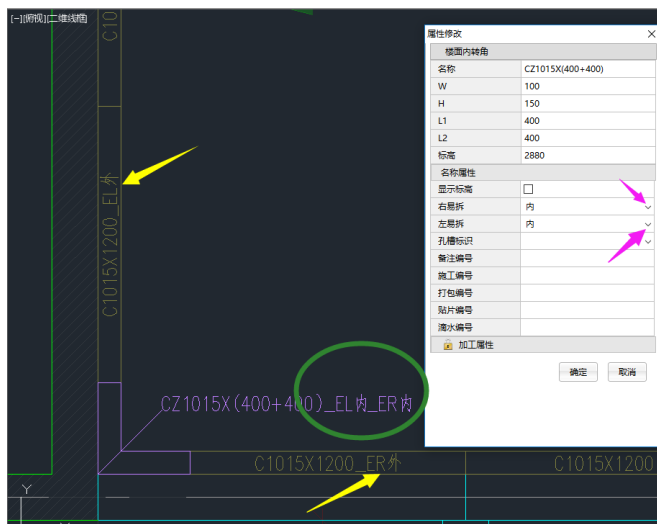 [-][俯视][二维线框]
C10
C1015X1200_EL外
CZ1015X(400+400)_EL内_ER内
C1015X1200_ER外
C1015X1200
Y
属性修改
楼面内转角
名称 CZ1015X(400+400)
W 100
H 150
L1 400
L2 400
标高 2880
名称属性
显示标高
右易拆 内
左易拆 内
孔槽标识
备注编号
施工编号
打包编号
贴片编号
滴水编号
加工属性
确定 取消